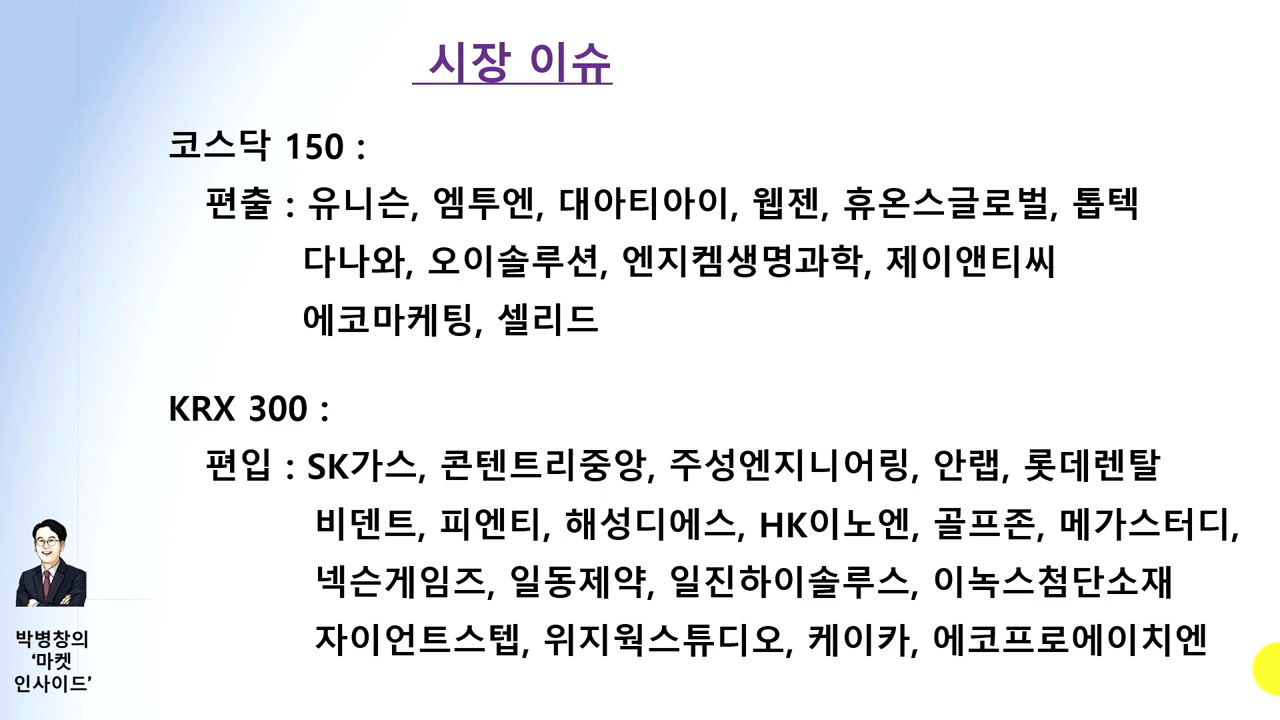 시장 이슈
코스닥 150 :
편출 : 유니슨, 엠투엔, 대아티아이, 웹젠, 휴온스글로벌, 톱텍
다나와, 오이솔루션, 엔지켐생명과학, 제이앤티씨
에코마케팅, 셀리드
KRX 300 :
편입 : SK가스, 콘텐트리중앙, 주성엔지니어링, 안랩, 롯데렌탈
비덴트, 피엔티, 해성디에스, HK이노엔, 골프존, 메가스터디,
넥슨게임즈, 일동제약, 일진하이솔루스, 이녹스첨단소재
자이언트스텝, 위지윅스튜디오, 케이카, 에코프로에이치엔
박병창의
‘마켓
인사이드’